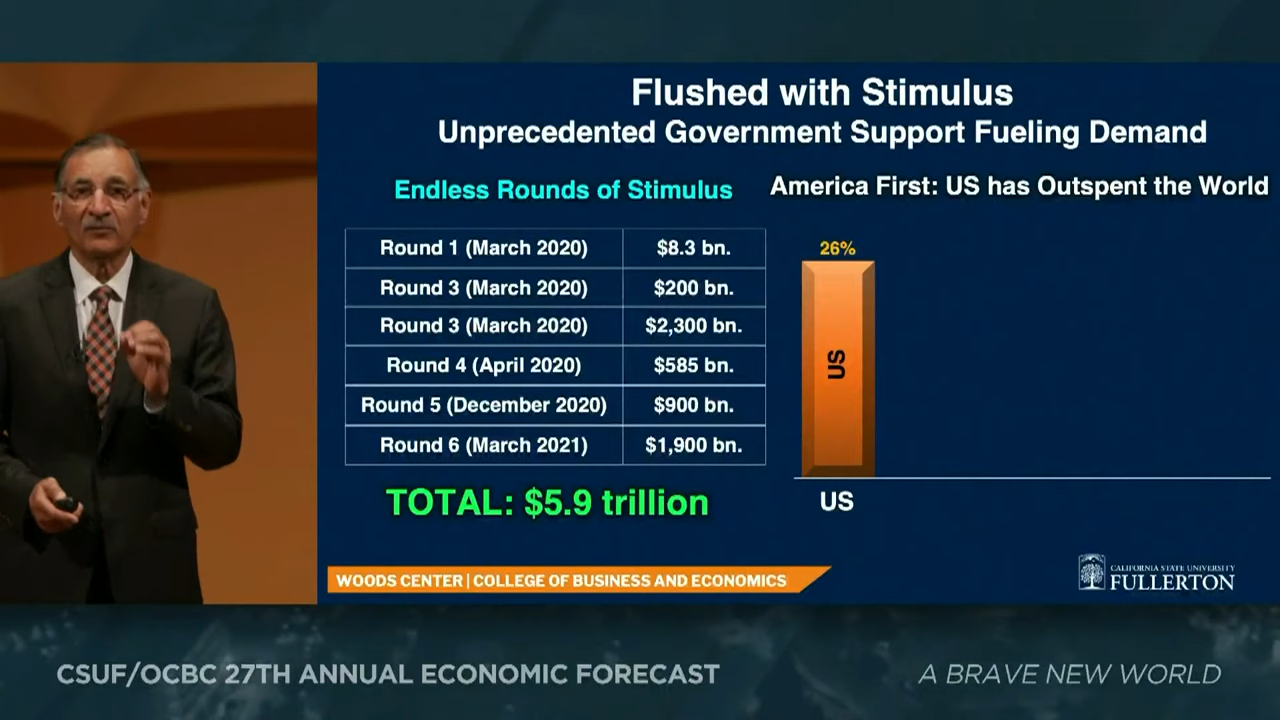 Flushed with Stimulus
Unprecedented Government Support Fueling Demand
Endless Rounds of Stimulus
Round 1 (March 2020) $8.3 bn.
Round 3 (March 2020) $200 bn.
Round 3 (March 2020) $2,300 bn.
Round 4 (April 2020) $585 bn.
Round 5 (December 2020) $900 bn.
Round 6 (March 2021) $1,900 bn.
TOTAL: $5.9 trillion
America First: US has Outspent the World
26%
US
US
WOODS CENTER | COLLEGE OF BUSINESS AND ECONOMICS
CALIFORNIA STATE UNIVERSITY
FULLERTON
CSUF/OCBC 27TH ANNUAL ECONOMIC FORECAST
A BRAVE NEW WORLD